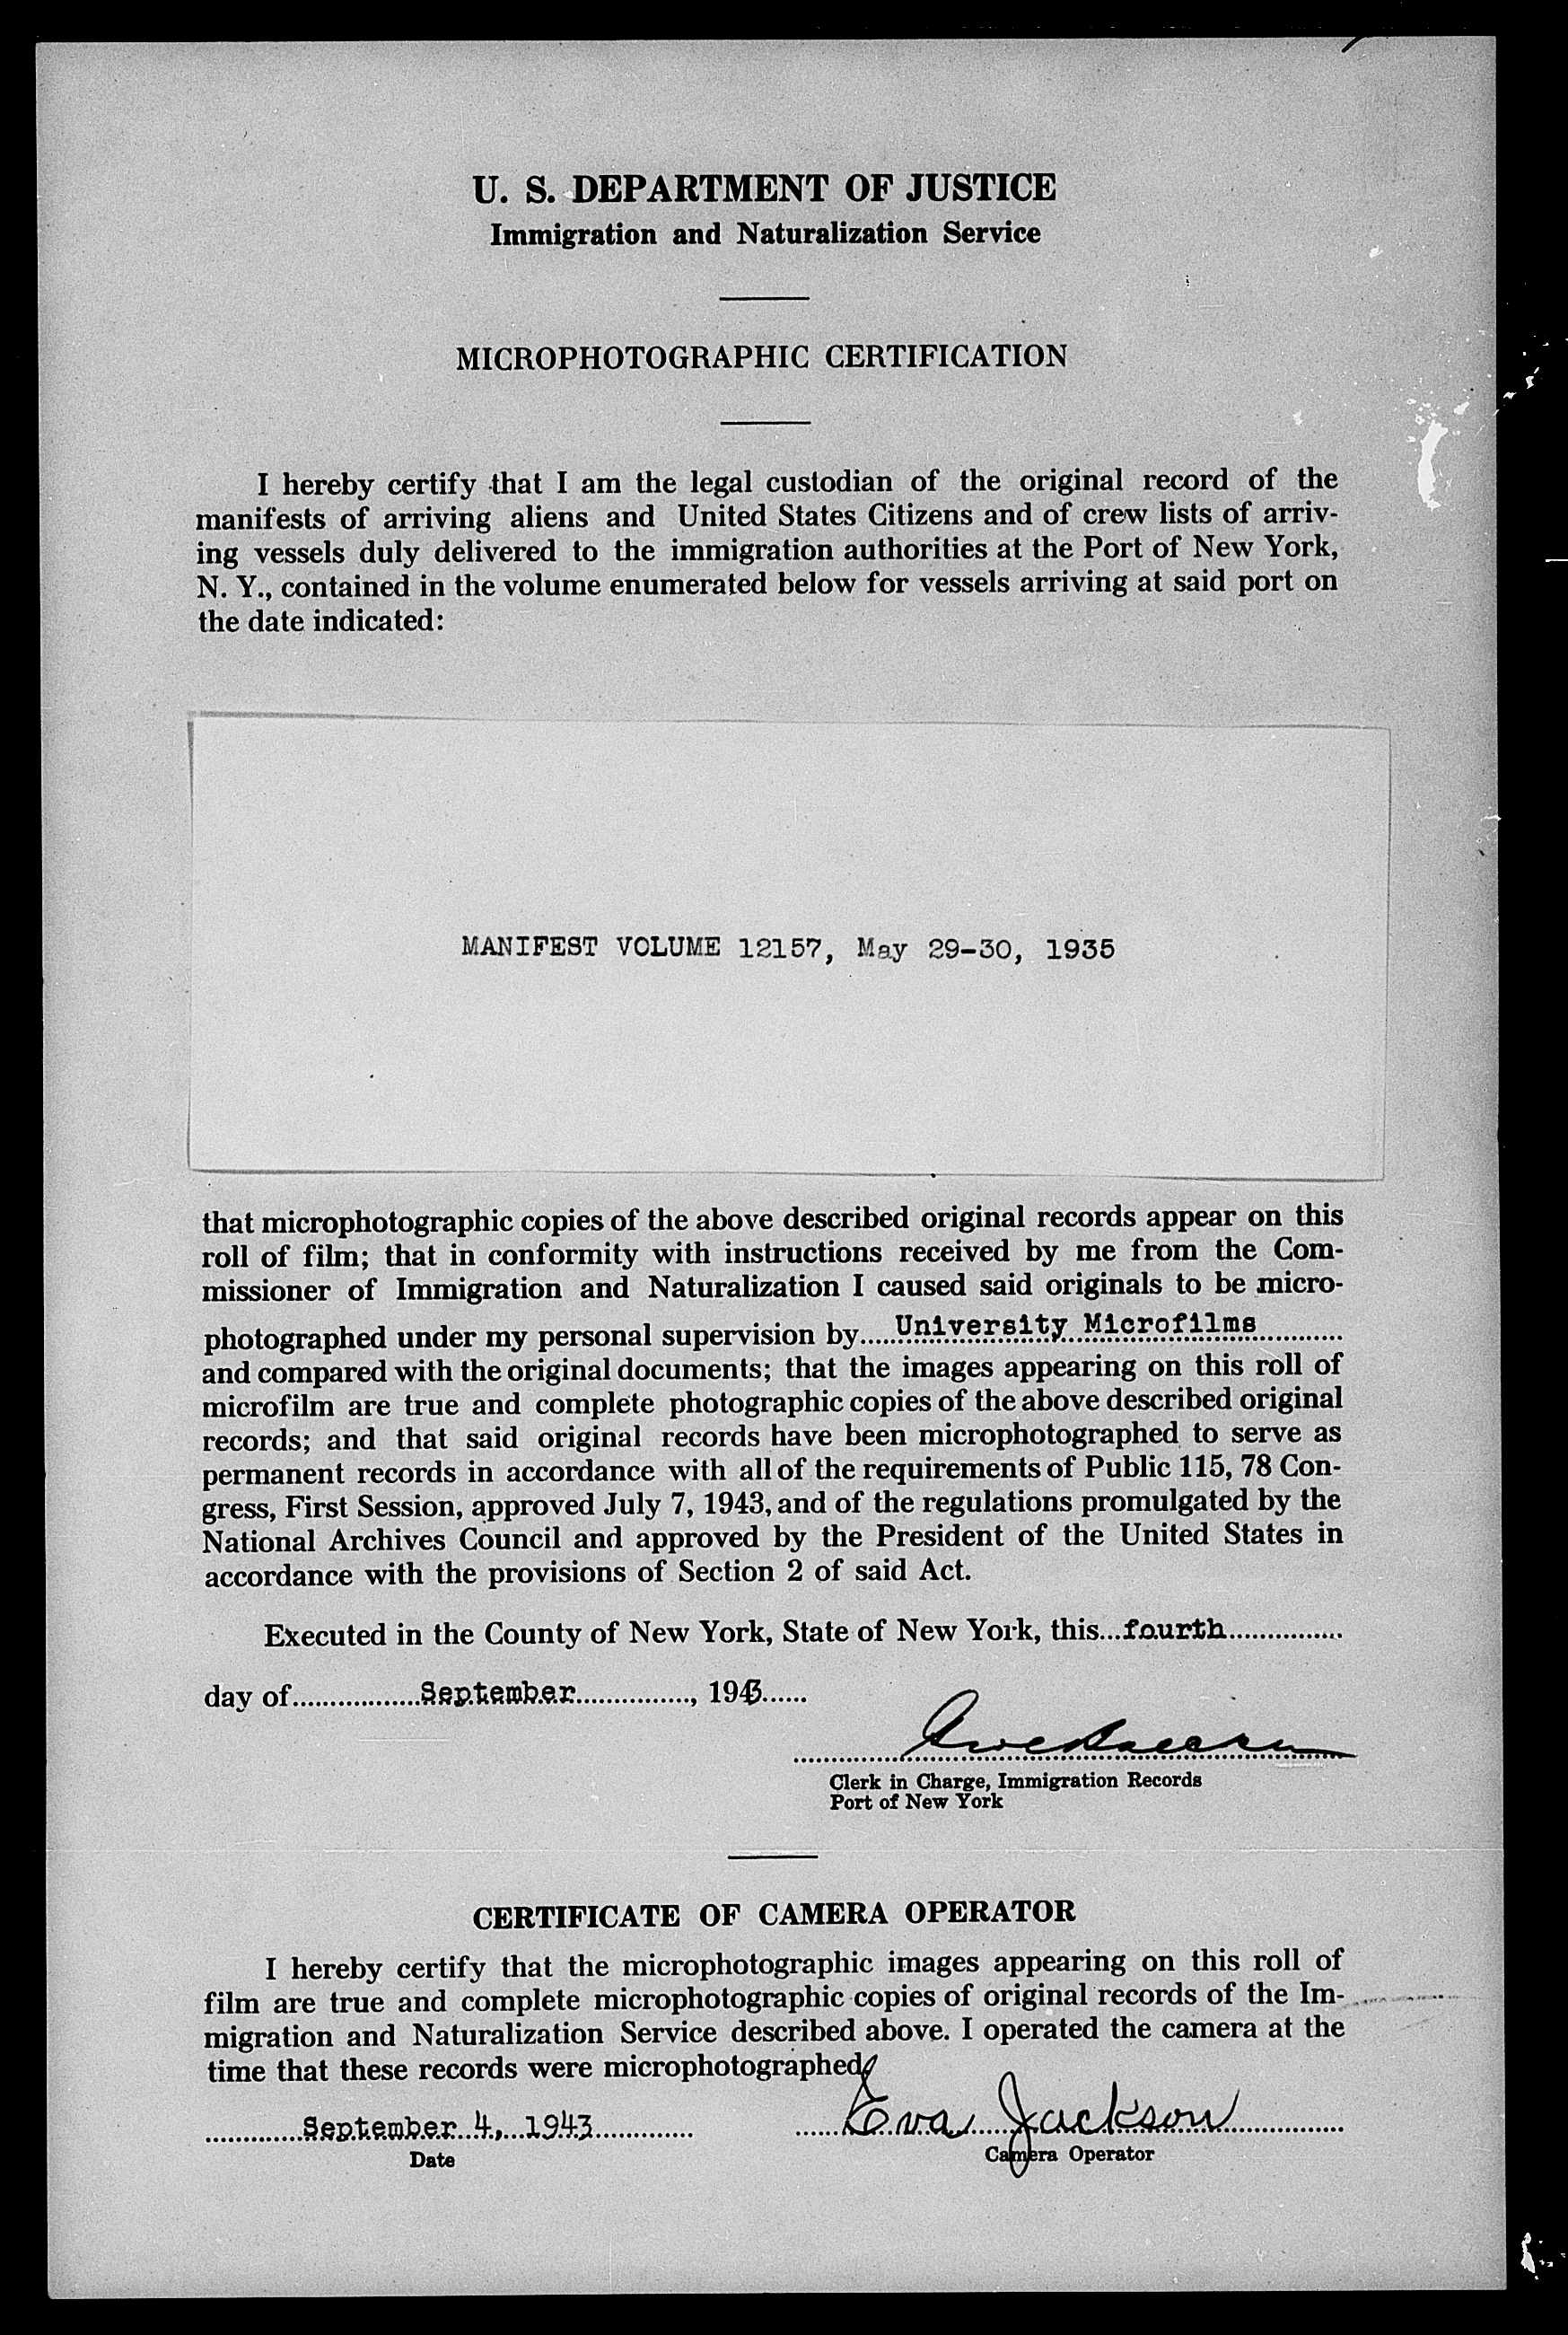 U. S. DEPARTMENT OF JUSTICE
Immigration and Naturalization Service
MICROPHOTOGRAPHIC CERTIFICATION
I hereby certify that I am the legal custodian of the original record of the
manifests of arriving aliens and United States Citizens and of crew lists of arriv-
ing vessels duly delivered to the immigration authorities at the Port of New York,
N. Y., contained in the volume enumerated below for vessels arriving at said port on
the date indicated:
MANIFEST VOLUME 12157, May 29-30, 1935
that microphotographic copies of the above described original records appear on this
roll of film; that in conformity with instructions received by me from the Com-
missioner of Immigration and Naturalization I caused said originals to be micro-
photographed under my personal supervision by.....University Microfilms..........
and compared with the original documents; that the images appearing on this roll of
microfilm are true and complete photographic copies of the above described original
records; and that said original records have been microphotographed to serve as
permanent records in accordance with all of the requirements of Public 115, 78 Con-
gress, First Session, approved July 7, 1943, and of the regulations promulgated by the
National Archives Council and approved by the President of the United States in
accordance with the provisions of Section 2 of said Act.
Executed in the County of New York, State of New York, this...fourth...............
day of.................September..............., 1943......
Clerk in Charge, Immigration Records
Port of New York
CERTIFICATE OF CAMERA OPERATOR
I hereby certify that the microphotographic images appearing on this roll of
film are true and complete microphotographic copies of original records of the Im-
migration and Naturalization Service described above. I operated the camera at the
time that these records were microphotographed.
.............September 4, 1943............. ......Eva Jackson..............
Date Camera Operator